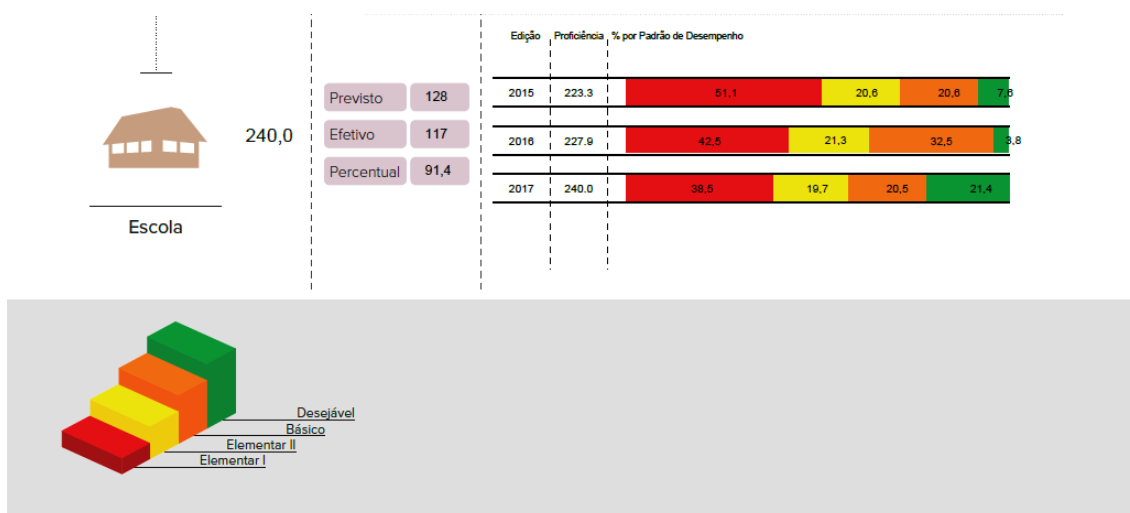 Edição Proficiência % por Padrão de Desempenho
240,0
Escola
Previsto 128
Efetivo 117
Percentual 91,4
2015 223.3 51,1 20,6 20,6 7,6
2016 227.9 42,5 21,3 32,5 3,8
2017 240.0 38,5 19,7 20,5 21,4
Desejável
Básico
Elementar II
Elementar I